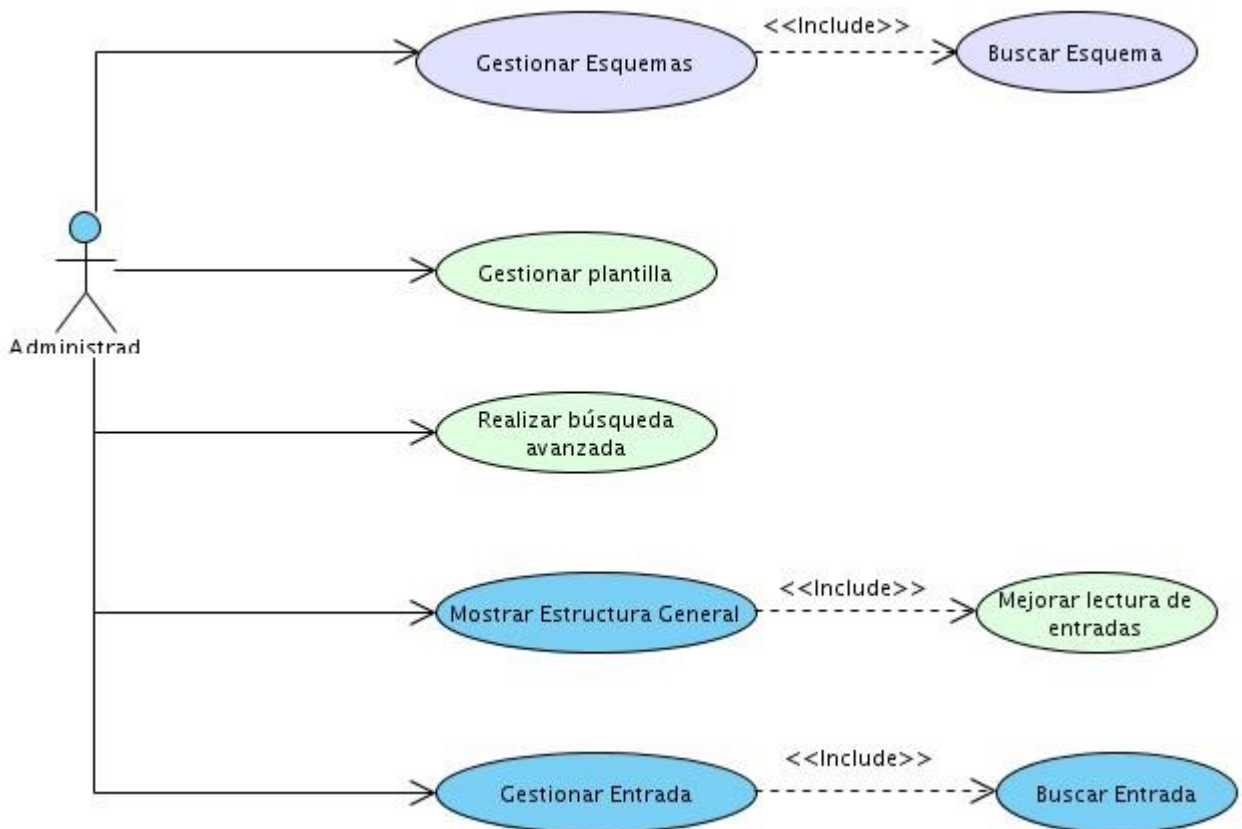 <<Include>>
Gestionar Esquemas
Buscar Esquema
Gestionar plantilla
Administrad
Realizar búsqueda
avanzada
<<Include>>
Mostrar Estructura General
Mejorar lectura de
entradas
<<Include>>
Gestionar Entrada
Buscar Entrada